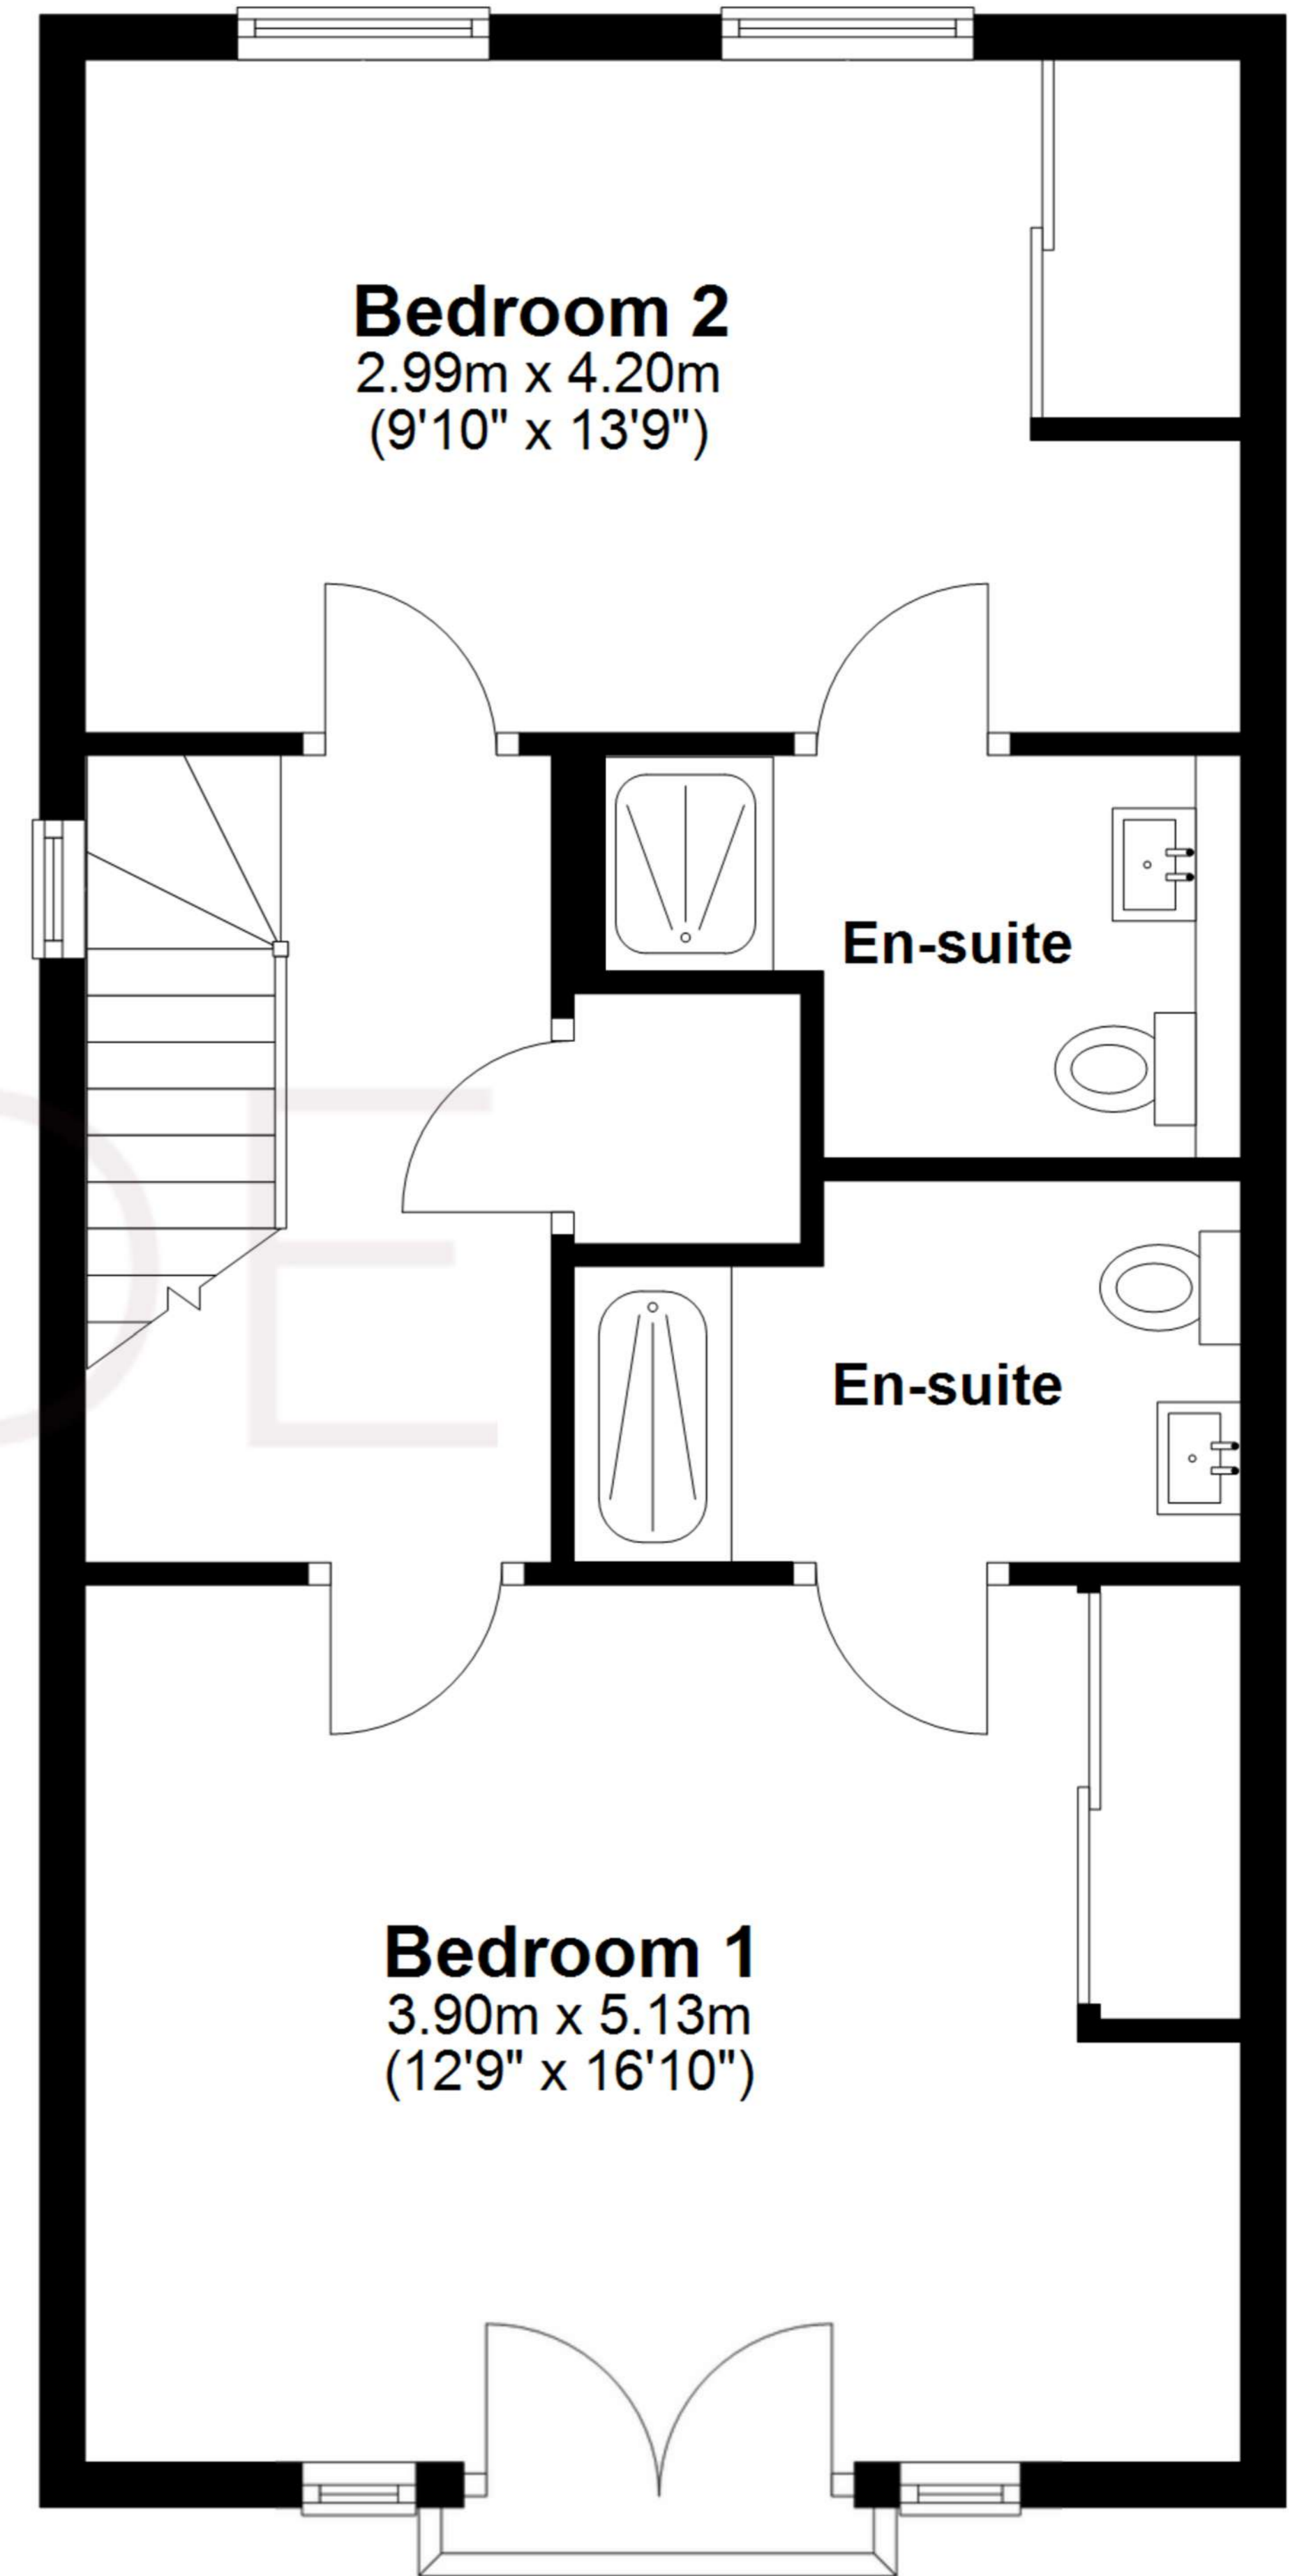 Bedroom 2
2.99m x 4.20m
(9'10" x 13'9")
En-suite
En-suite
Bedroom 1
3.90m x 5.13m
(12'9" x 16'10")